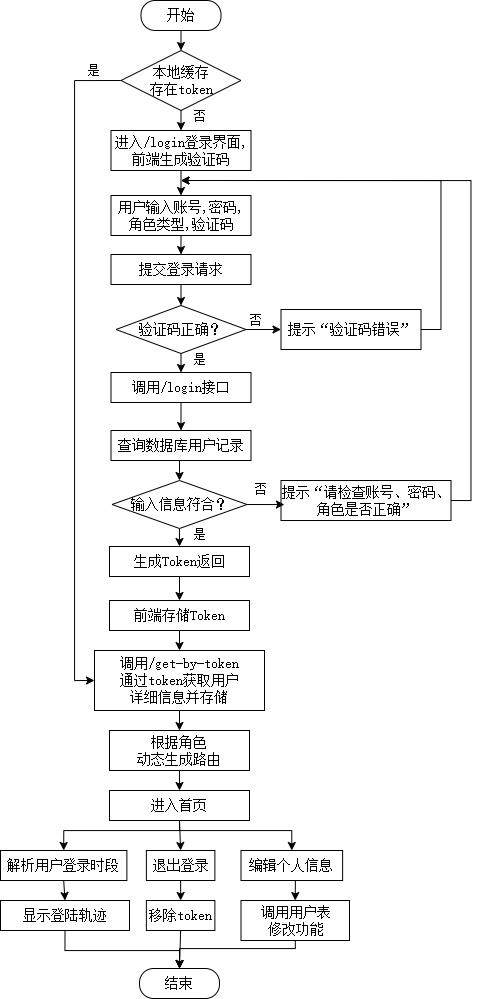 开始
是
本地缓存
存在token
否
进入/login登录界面,
前端生成验证码
用户输入账号,密码,
角色类型,验证码
提交登录请求
验证码正确？
否
提示“验证码错误”
是
调用/login接口
查询数据库用户记录
输入信息符合？
否
提示“请检查账号、密码、
角色是否正确”
是
生成Token返回
前端存储Token
调用/get-by-token
通过token获取用户
详细信息并存储
根据角色
动态生成路由
进入首页
解析用户登录时段
退出登录
编辑个人信息
显示登陆轨迹
移除token
调用用户表
修改功能
结束